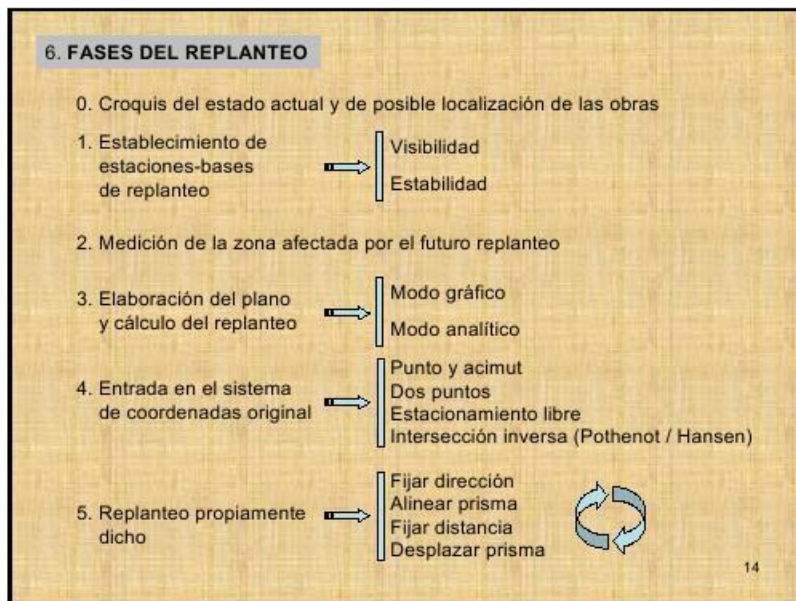 6. FASES DEL REPLANTEO
0. Croquis del estado actual y de posible localización de las obras
1. Establecimiento de
estaciones-bases
de replanteo
Visibilidad
Estabilidad
2. Medición de la zona afectada por el futuro replanteo
3. Elaboración del plano
y cálculo del replanteo
Modo gráfico
Modo analítico
4. Entrada en el sistema
de coordenadas original
Punto y acimut
Dos puntos
Estacionamiento libre
Intersección inversa (Pothenot / Hansen)
5. Replanteo propiamente
dicho
Fijar dirección
Alinear prisma
Fijar distancia
Desplazar prisma
14